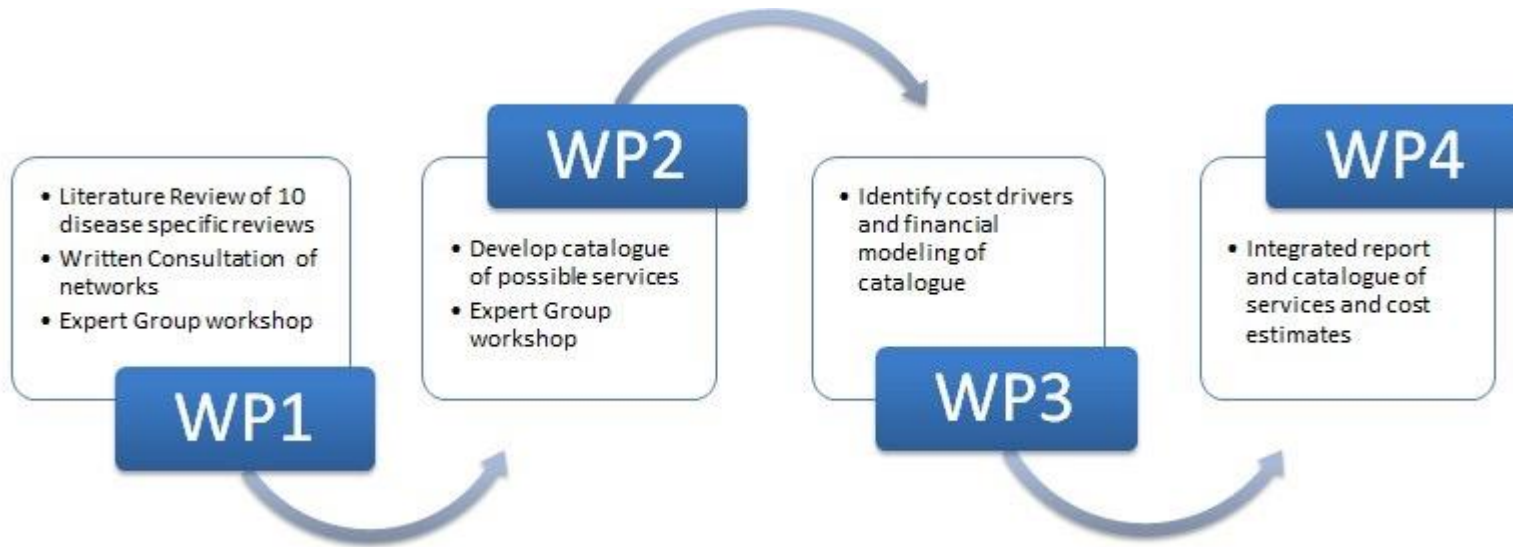 • Literature Review of 10
disease specific reviews
• Written Consultation of
networks
• Expert Group workshop
WP1
WP2
• Develop catalogue
of possible services
• Expert Group
workshop
• Identify cost drivers
and financial
modeling of
catalogue
WP3
WP4
• Integrated report
and catalogue of
services and cost
estimates